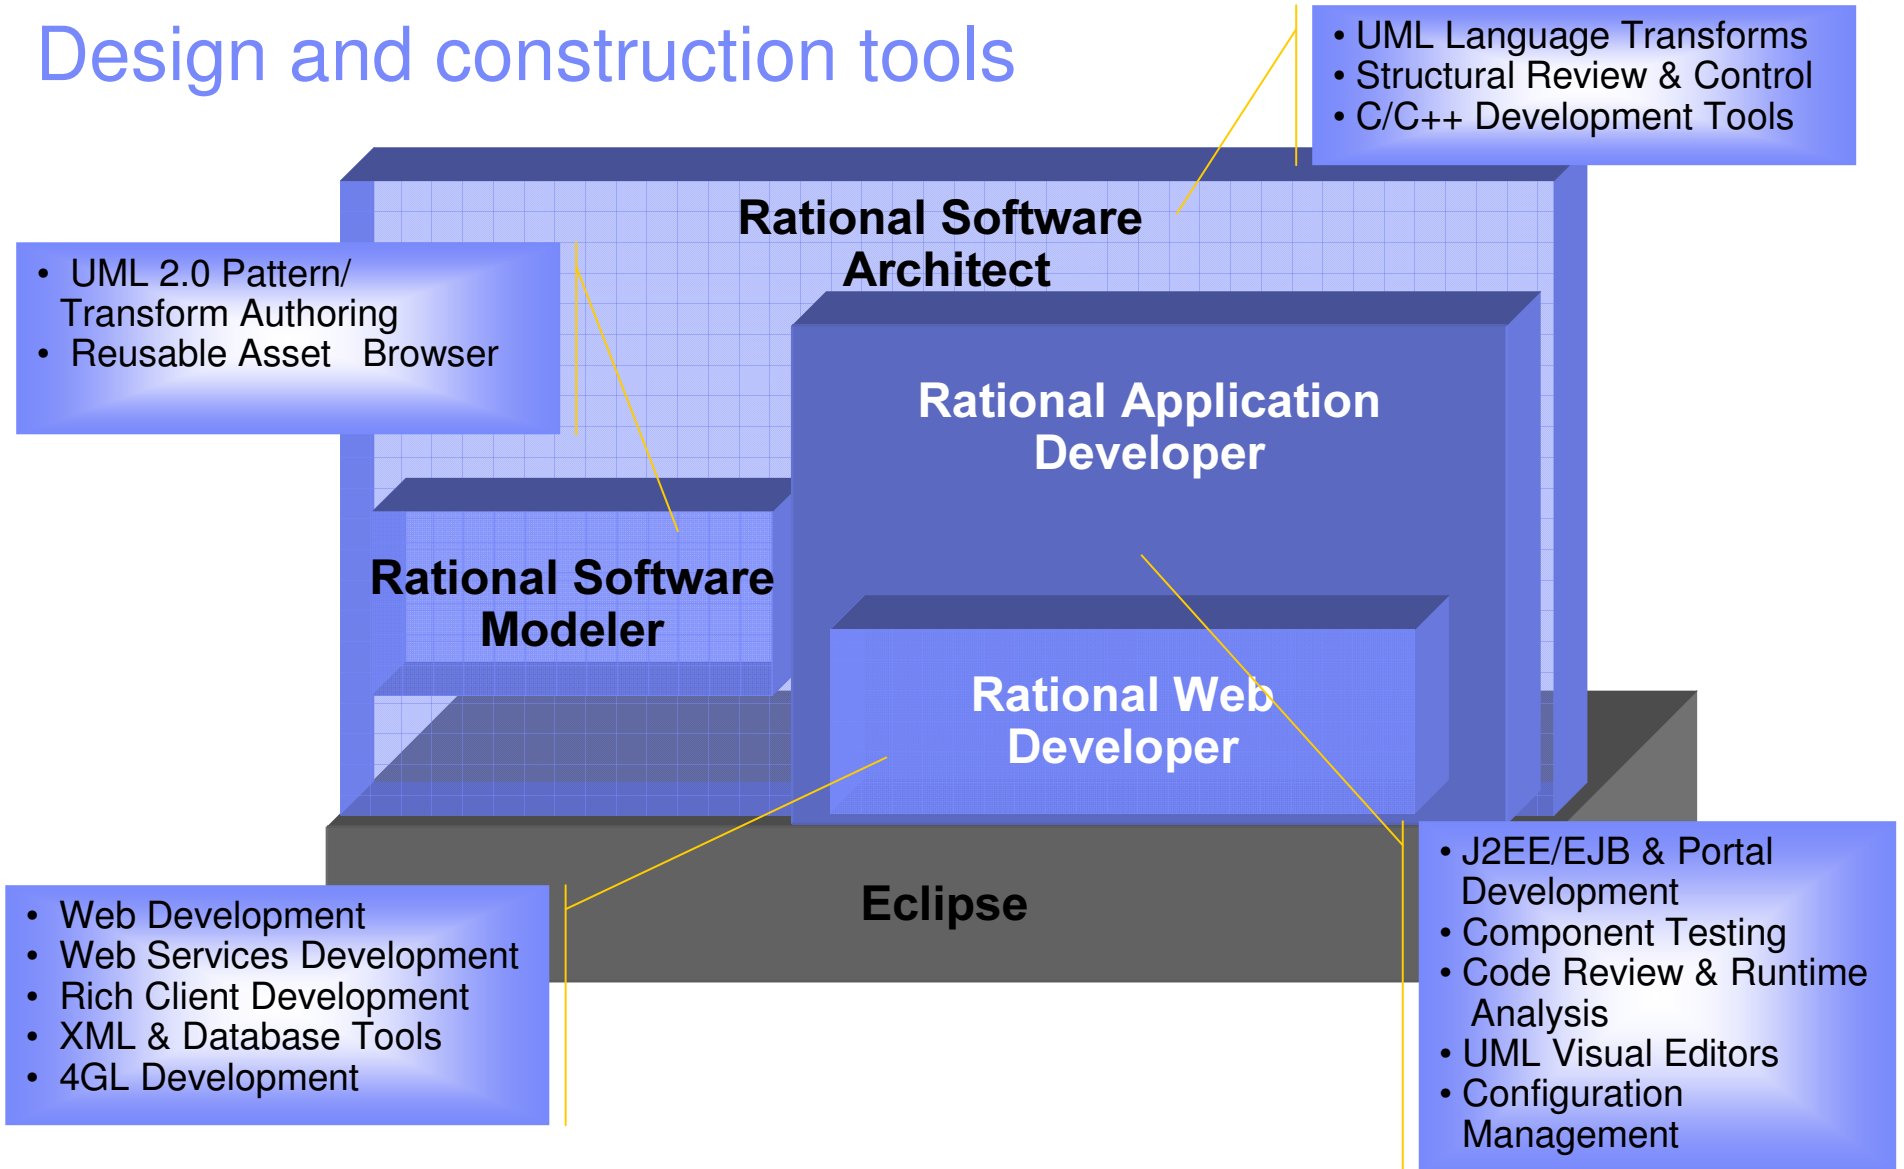 Design and construction tools
• UML Language Transforms
• Structural Review & Control
• C/C++ Development Tools
Rational Software
Architect
• UML 2.0 Pattern/
Transform Authoring
• Reusable Asset Browser
Rational Application
Developer
Rational Software
Modeler
Rational Web
Developer
Eclipse
• Web Development
• Web Services Development
• Rich Client Development
• XML & Database Tools
• 4GL Development
• J2EE/EJB & Portal
Development
• Component Testing
• Code Review & Runtime
Analysis
• UML Visual Editors
• Configuration
Management